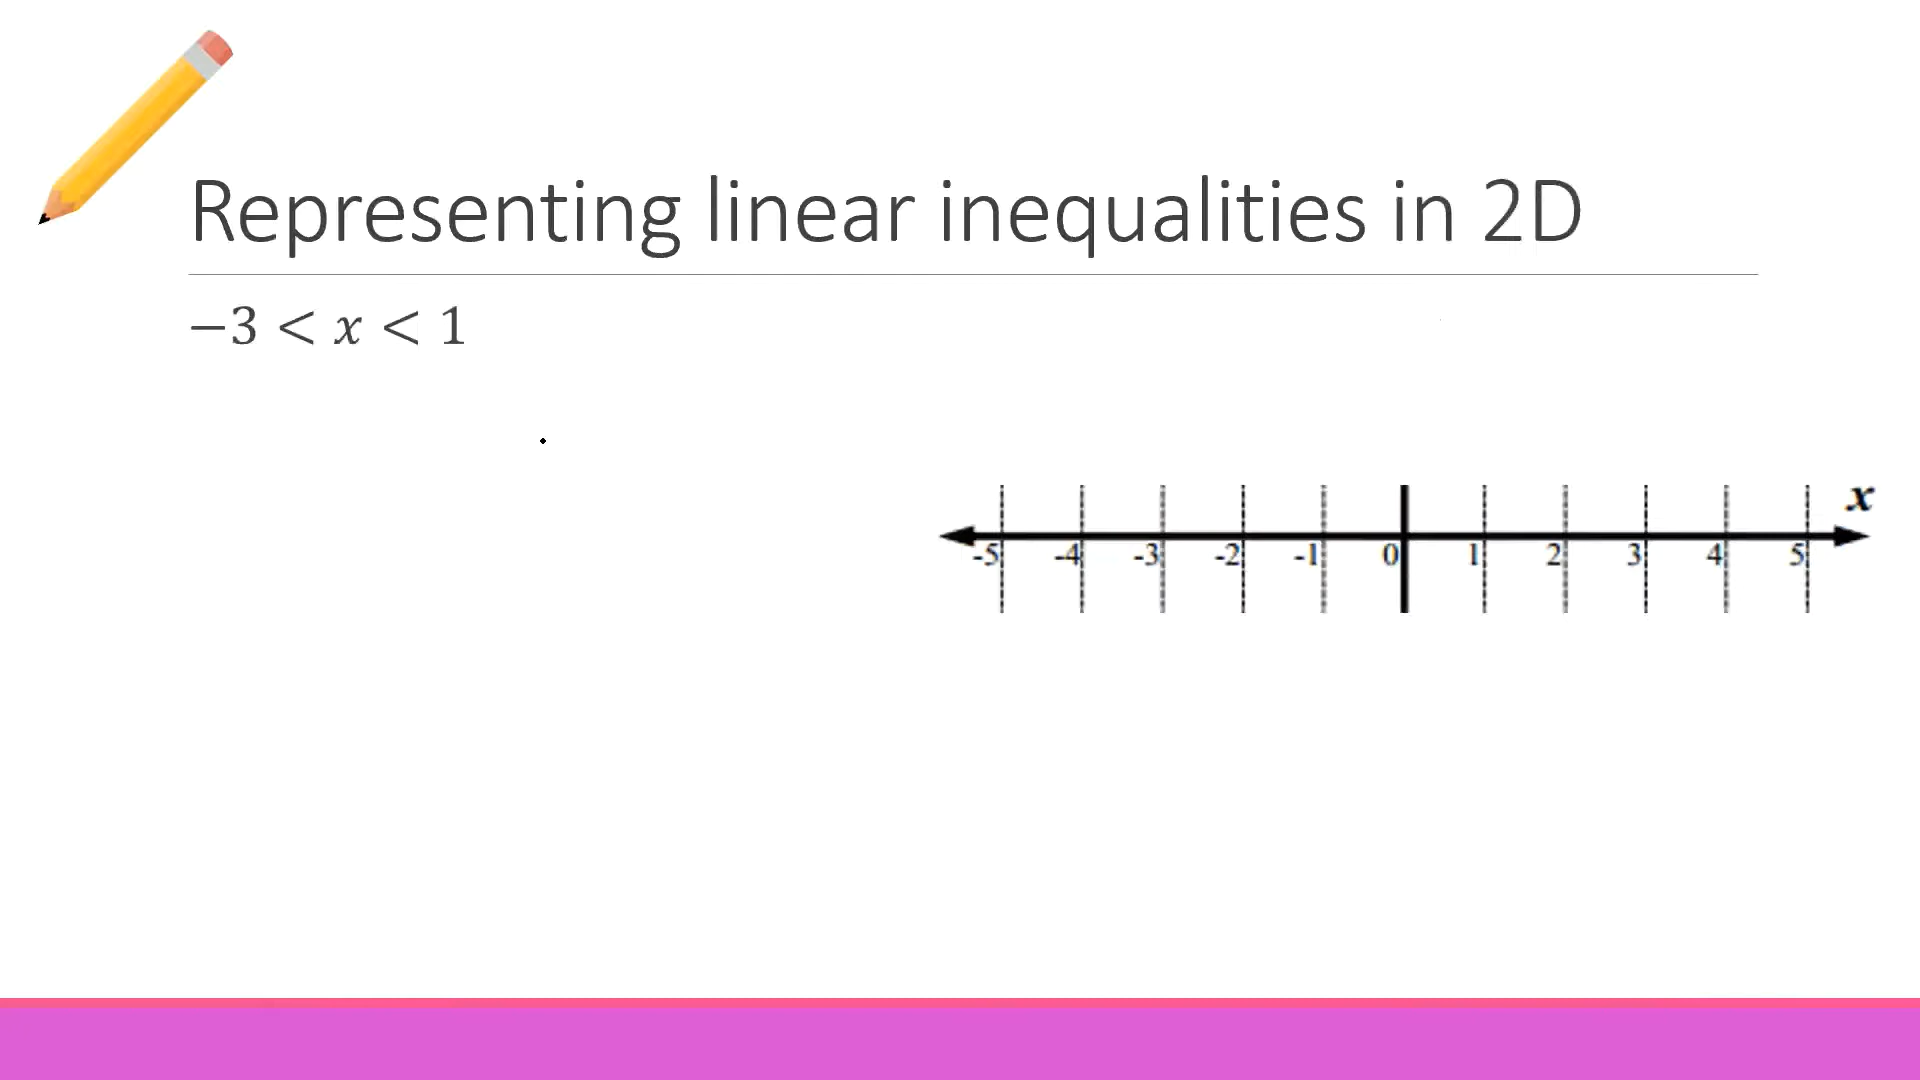 Representing linear inequalities in 2D
−3 < x < 1
x
-5 -4 -3 -2 -1 0 1 2 3 4 5